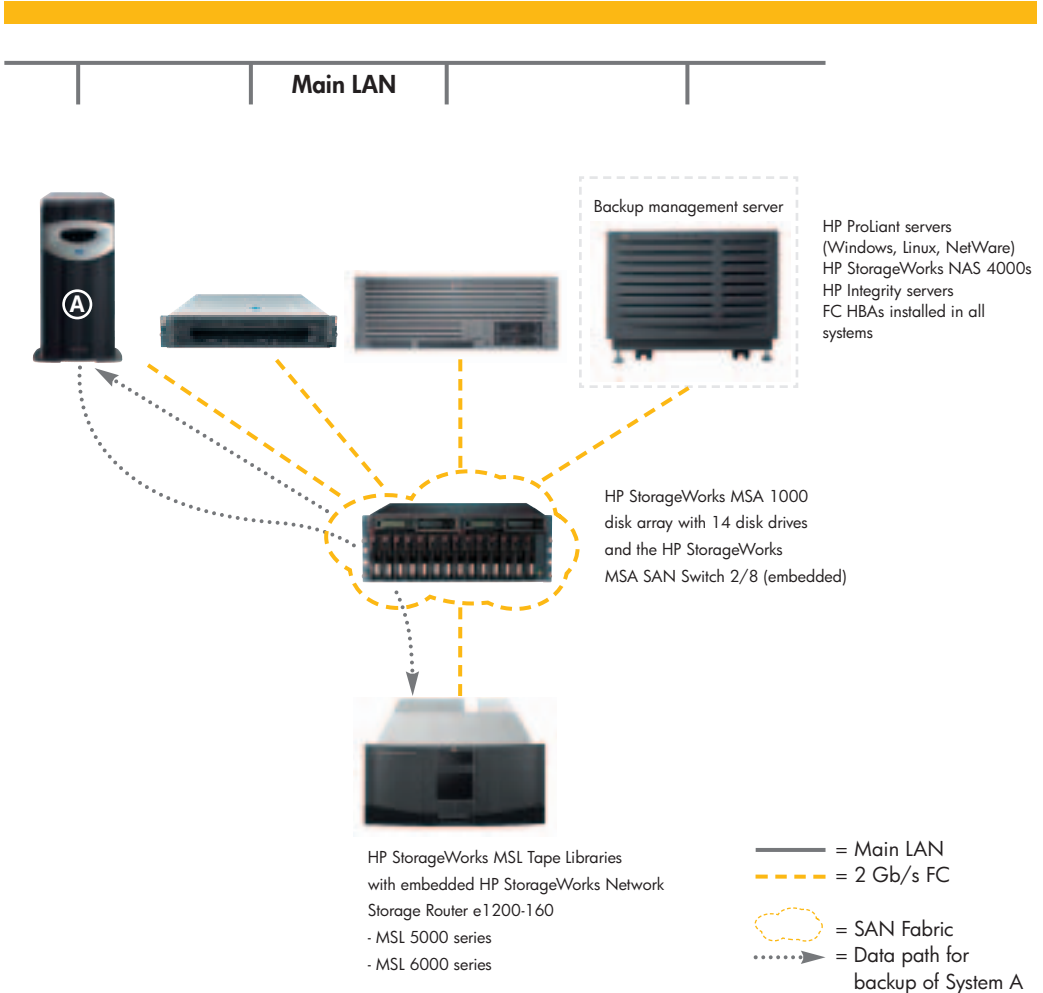 Main LAN
Backup management server
HP ProLiant servers
(Windows, Linux, NetWare)
HP StorageWorks NAS 4000s
HP Integrity servers
FC HBAs installed in all
systems
A
HP StorageWorks MSA 1000
disk array with 14 disk drives
and the HP StorageWorks
MSA SAN Switch 2/8 (embedded)
HP StorageWorks MSL Tape Libraries
with embedded HP StorageWorks Network
Storage Router e1200-160
- MSL 5000 series
- MSL 6000 series
= Main LAN
= 2 Gb/s FC
= SAN Fabric
= Data path for
backup of System A